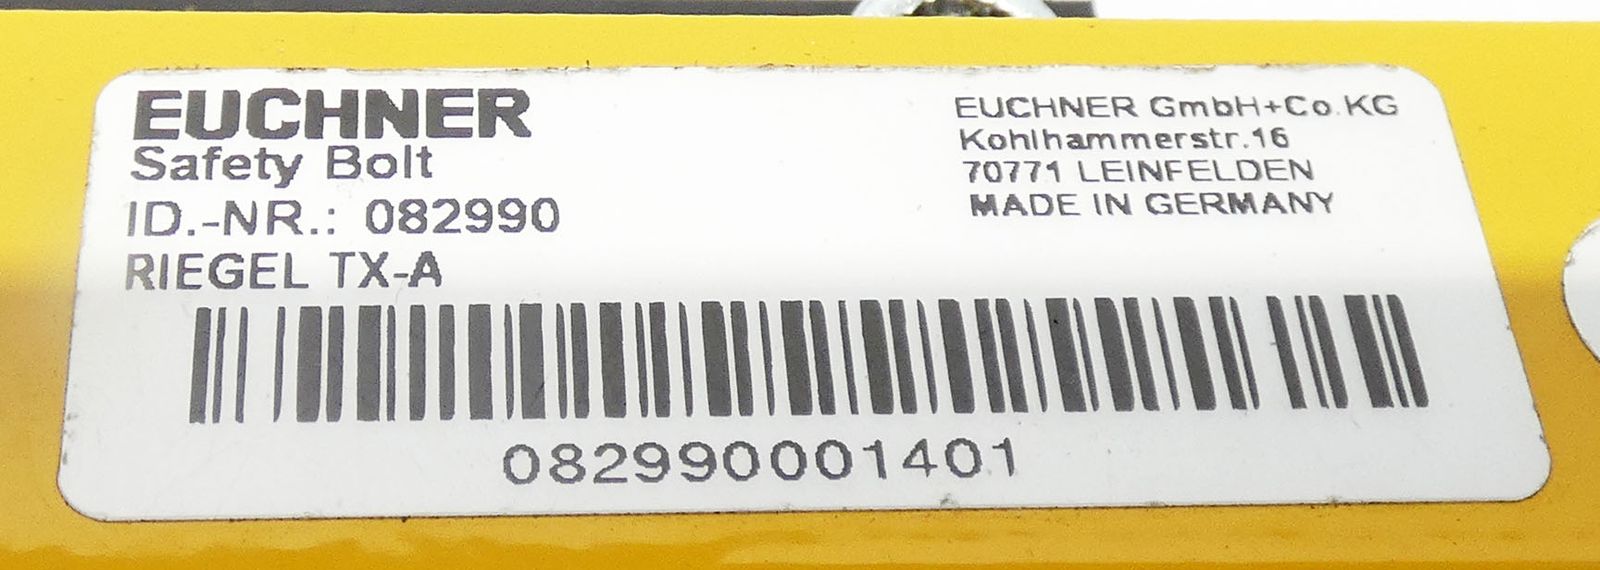 EUCHNER
Safety Bolt
ID.-NR.: 082990
RIEGEL TX-A
EUCHNER GmbH+Co.KG
Kohlhammerstr.16
70771 LEINFELDEN
MADE IN GERMANY
082990001401